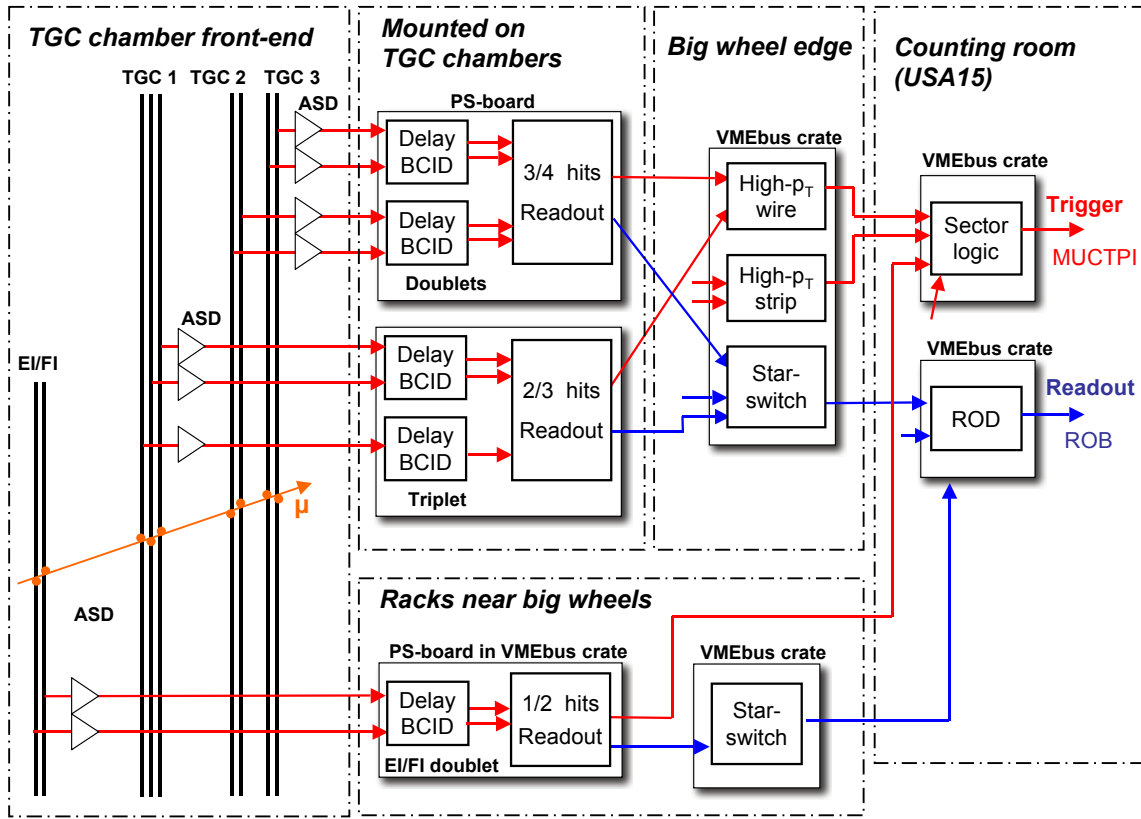 TGC chamber front-end
TGC 1
TGC 2
TGC 3
ASD
ASD
EI/FI
μ
ASD
Mounted on
TGC chambers
PS-board
Delay
BCID
Delay
BCID
3/4 hits
Readout
Doublets
Delay
BCID
Delay
BCID
2/3 hits
Readout
Triplet
Big wheel edge
VMEbus crate
High-pT
wire
High-pT
strip
Star-
switch
Counting room
(USA15)
VMEbus crate
Sector
logic
Trigger
MUCTPI
VMEbus crate
ROD
Readout
ROB
Racks near big wheels
PS-board in VMEbus crate
Delay
BCID
1/2 hits
Readout
EI/FI doublet
VMEbus crate
Star-
switch